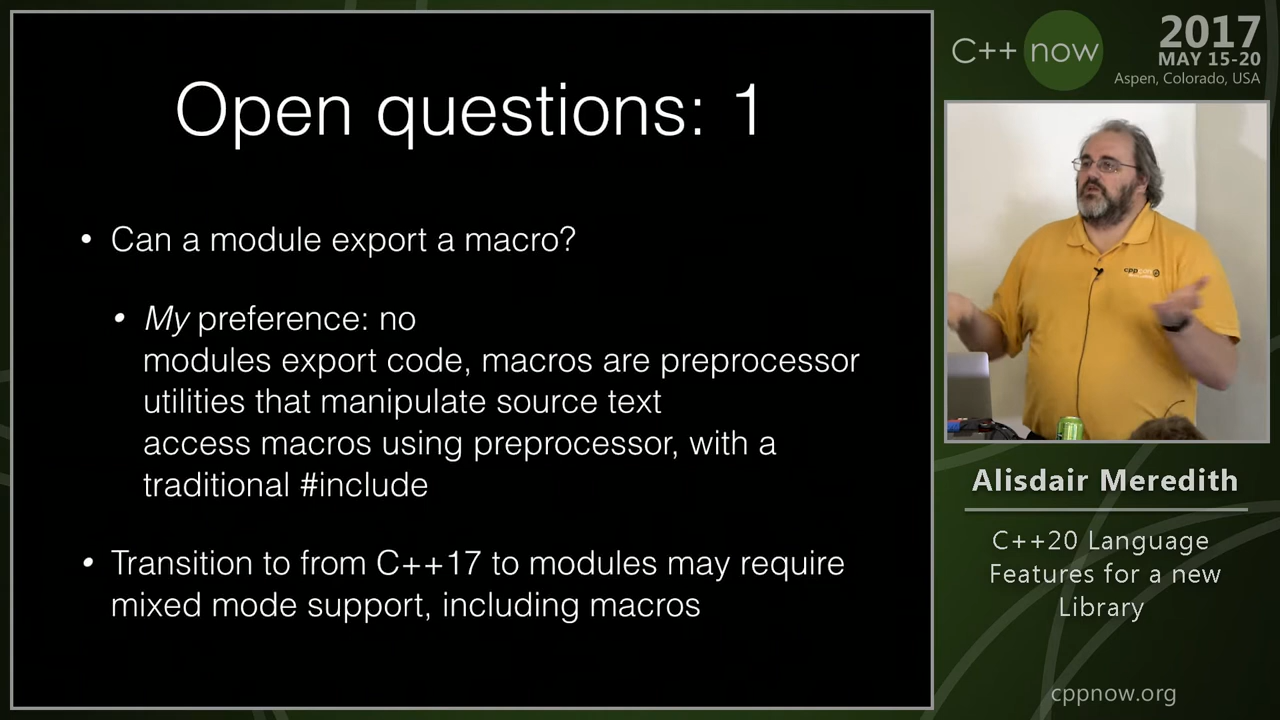 Open questions: 1
• Can a module export a macro?
• My preference: no
modules export code, macros are preprocessor
utilities that manipulate source text
access macros using preprocessor, with a
traditional #include
• Transition to from C++17 to modules may require
mixed mode support, including macros
C++ now
2017
MAY 15-20
Aspen, Colorado, USA
Alisdair Meredith
C++20 Language
Features for a new
Library
cppnow.org